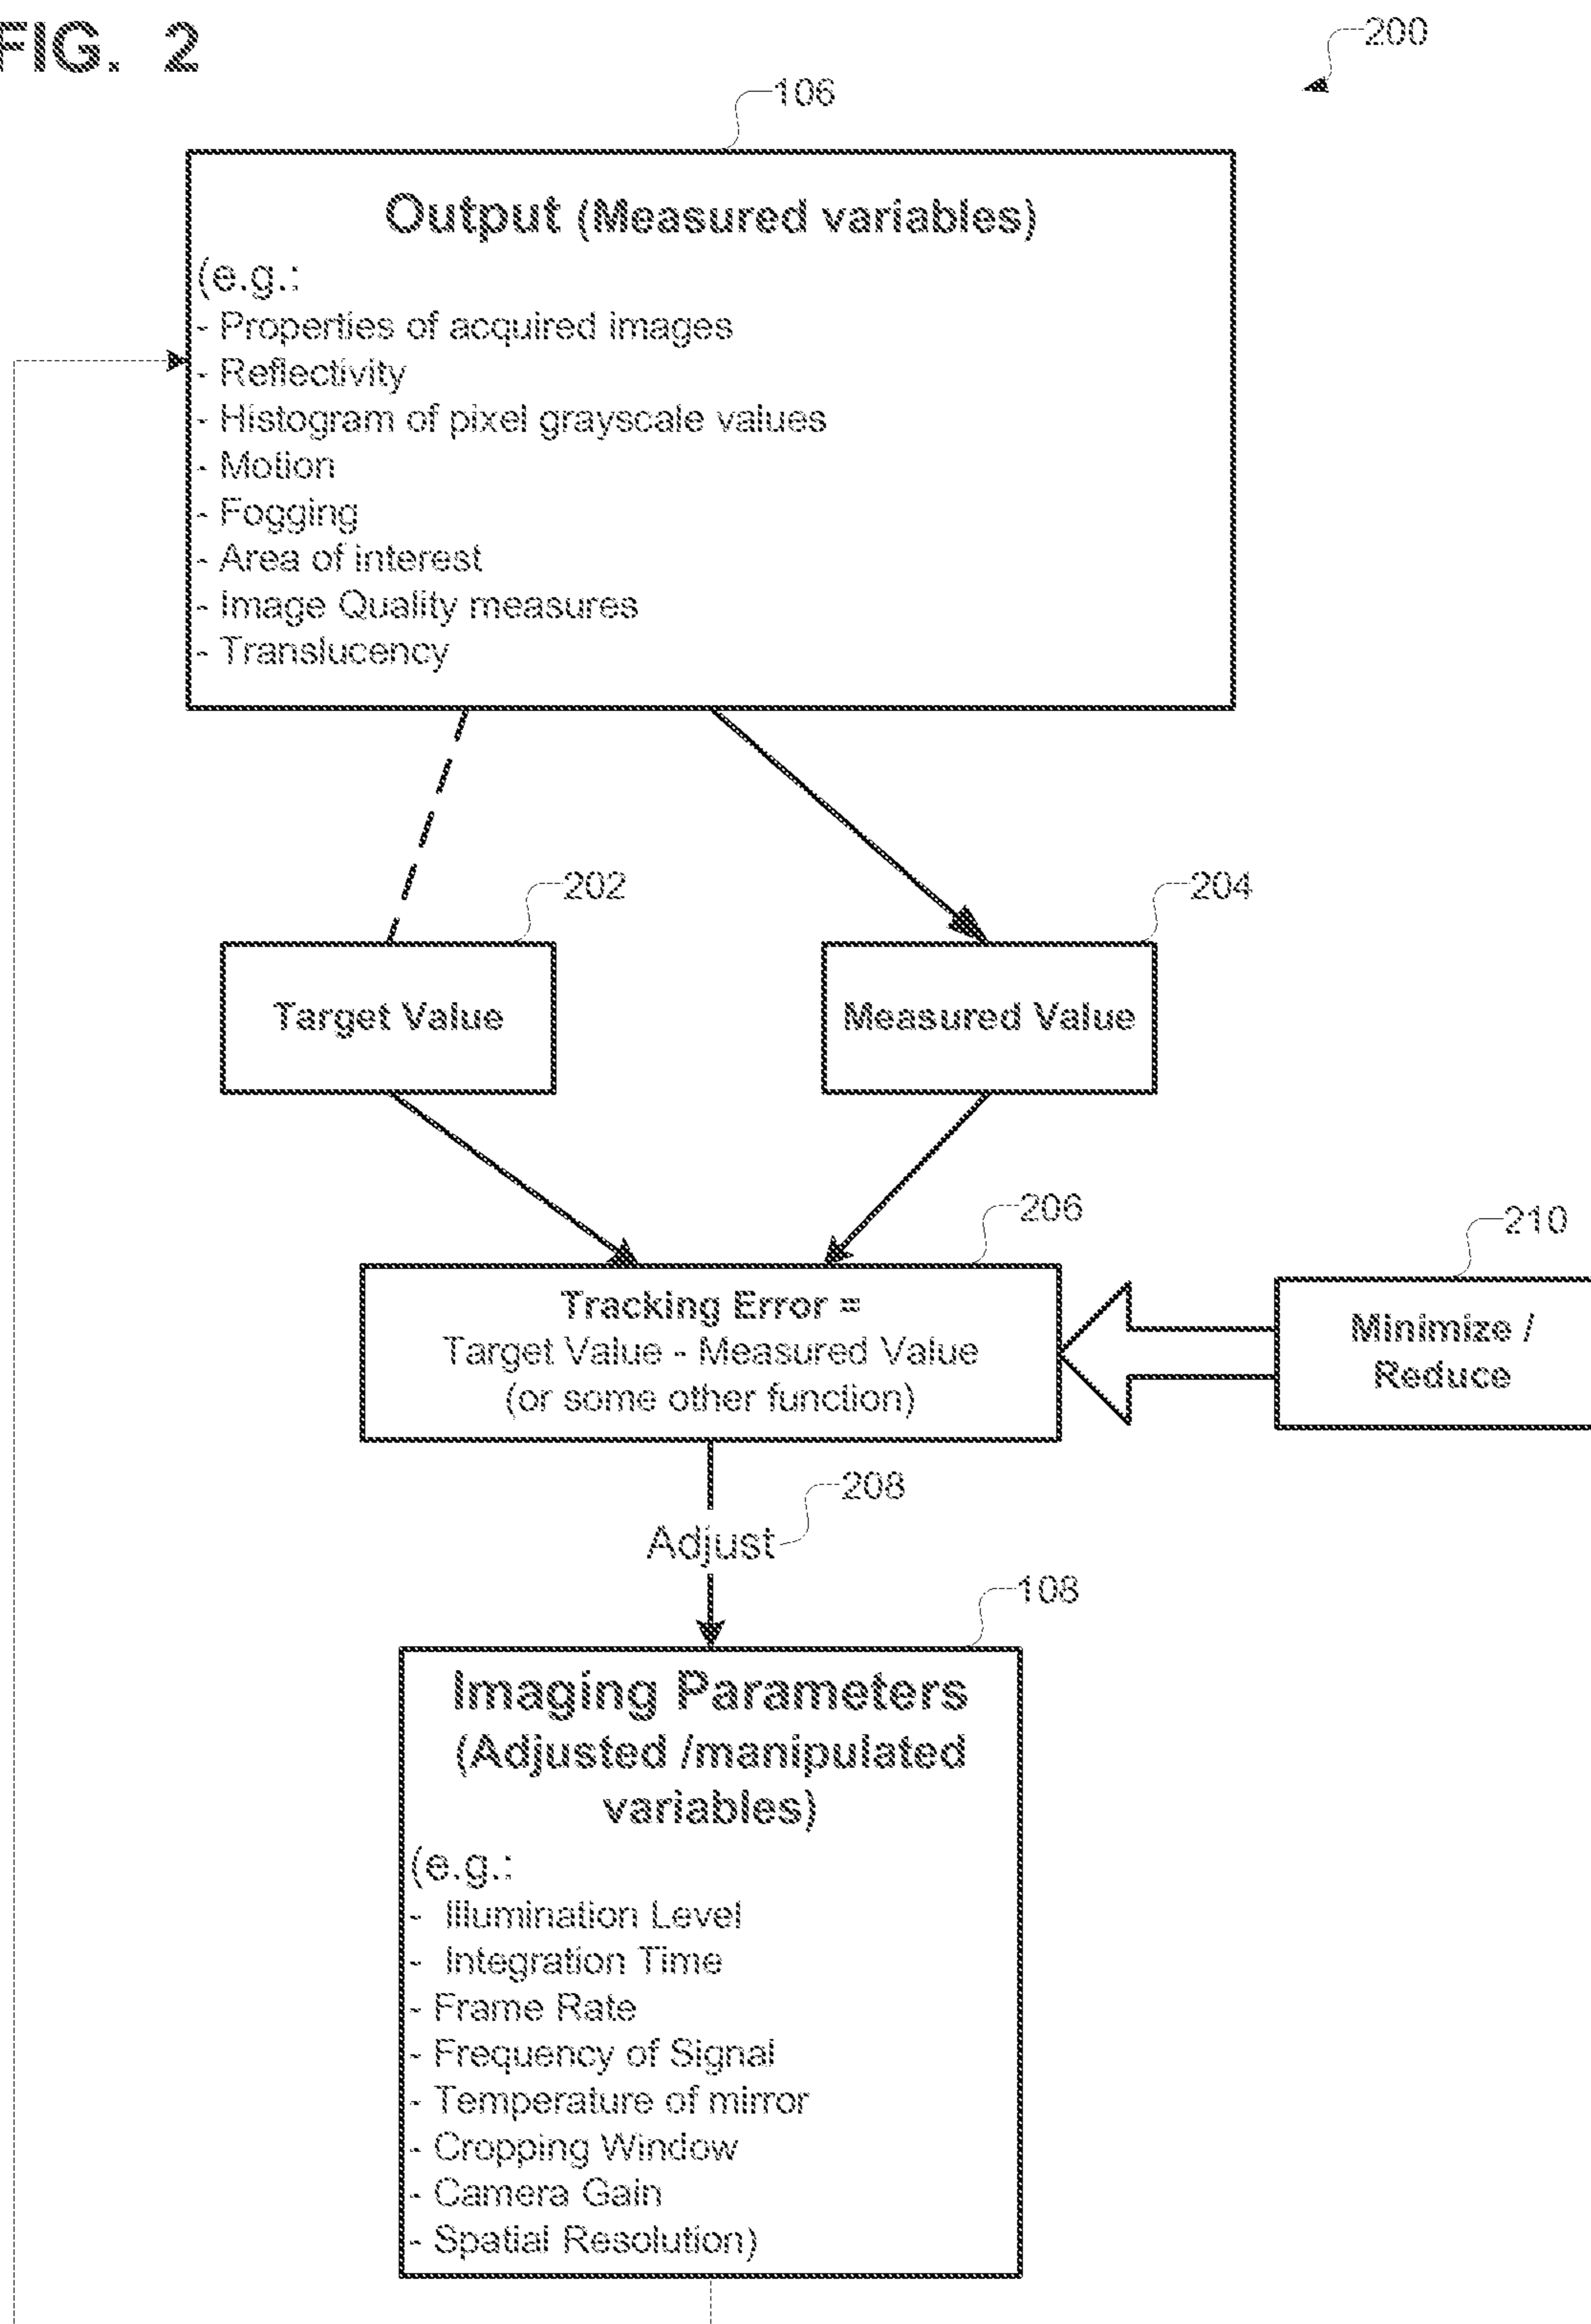 FIG. 2
200
106
Output (Measured variables)
(e.g.:
- Properties of acquired images
- Reflectivity
- Histogram of pixel grayscale values
- Motion
- Fogging
- Area of interest
- Image Quality measures
- Translucency
202
204
Target Value
Measured Value
206
210
Tracking Error =
Target Value - Measured Value
(or some other function)
Minimize /
Reduce
208
Adjust
108
Imaging Parameters
(Adjusted /manipulated
variables)
(e.g.:
- Illumination Level
- Integration Time
- Frame Rate
- Frequency of Signal
- Temperature of mirror
- Cropping Window
- Camera Gain
- Spatial Resolution)